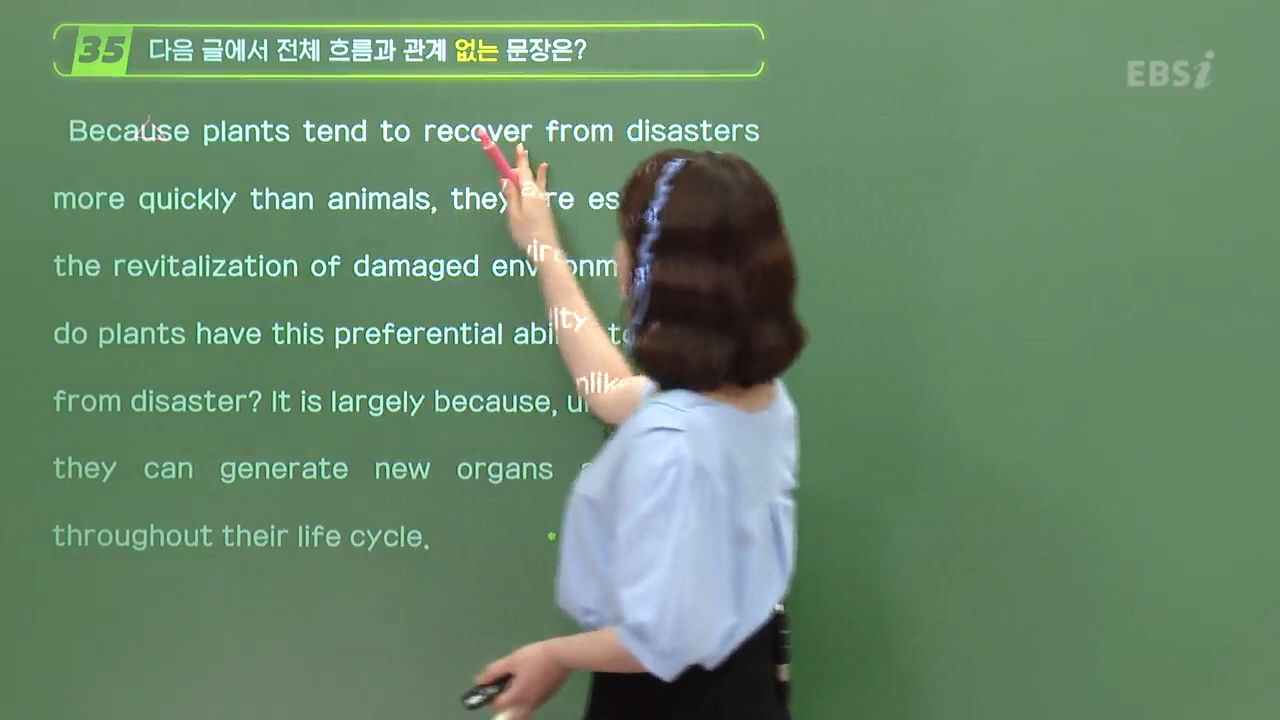 35 다음 글에서 전체 흐름과 관계 없는 문장은?
EBSi
Because plants tend to recover from disasters
more quickly than animals, they are
the revitalization of damaged
do plants have this preferential
from disaster? It is largely because,
they can generate new organs
throughout their life cycle.